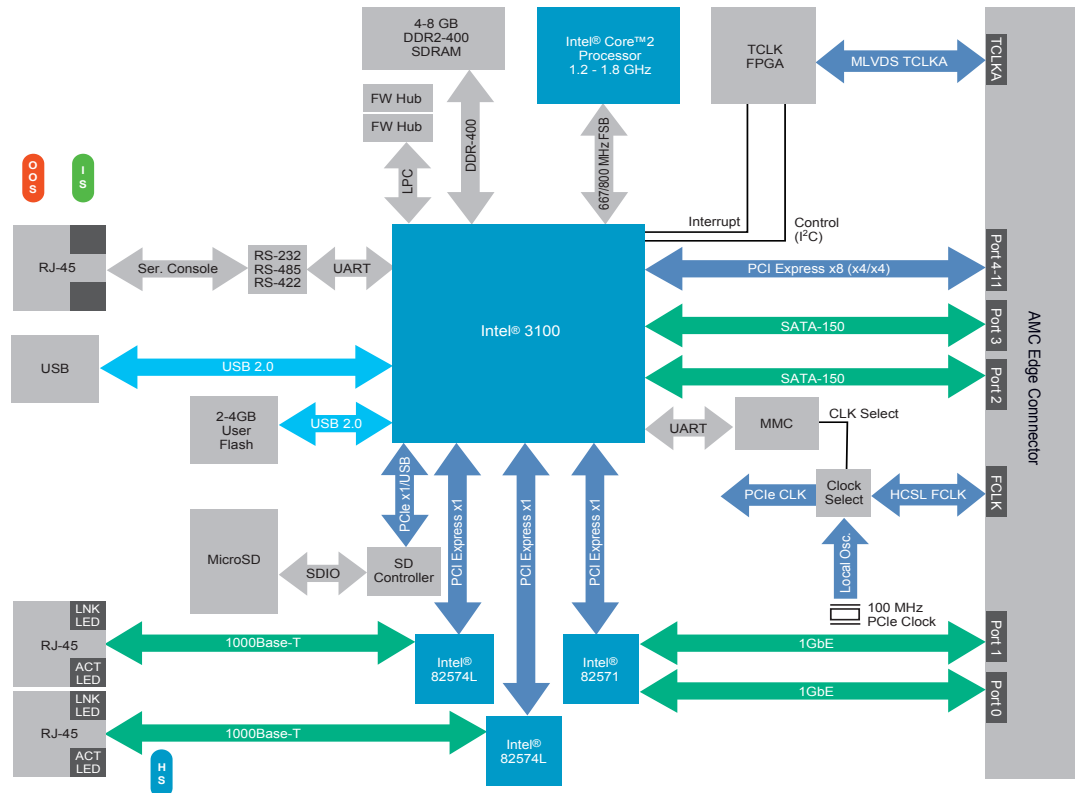 4-8 GB
DDR2-400
SDRAM
Intel® Core™2
Processor
1.2 - 1.8 GHz
TCLK
FPGA
MLVDS TCLKA
TCLKA
FW Hub
FW Hub
LPC
DDR-400
667/800 MHz FSB
OOS
IS
Interrupt
Control
(I²C)
RJ-45
Ser. Console
RS-232
RS-485
RS-422
UART
Intel® 3100
PCI Express x8 (x4/x4)
Port 4-11
SATA-150
Port 3
AMC Edge Connnector
USB
USB 2.0
SATA-150
Port 2
2-4GB
User
Flash
USB 2.0
UART
MMC
CLK Select
PCIe x1/USB
PCI Express x1
PCI Express x1
PCI Express x1
PCIe CLK
Clock
Select
HCSL FCLK
FCLK
MicroSD
SDIO
SD
Controller
Local Osc.
100 MHz
PCIe Clock
LNK
LED
RJ-45
ACT
LED
1000Base-T
Intel®
82574L
Intel®
82571
1GbE
Port 1
1GbE
Port 0
LNK
LED
RJ-45
ACT
LED
1000Base-T
Intel®
82574L
HS